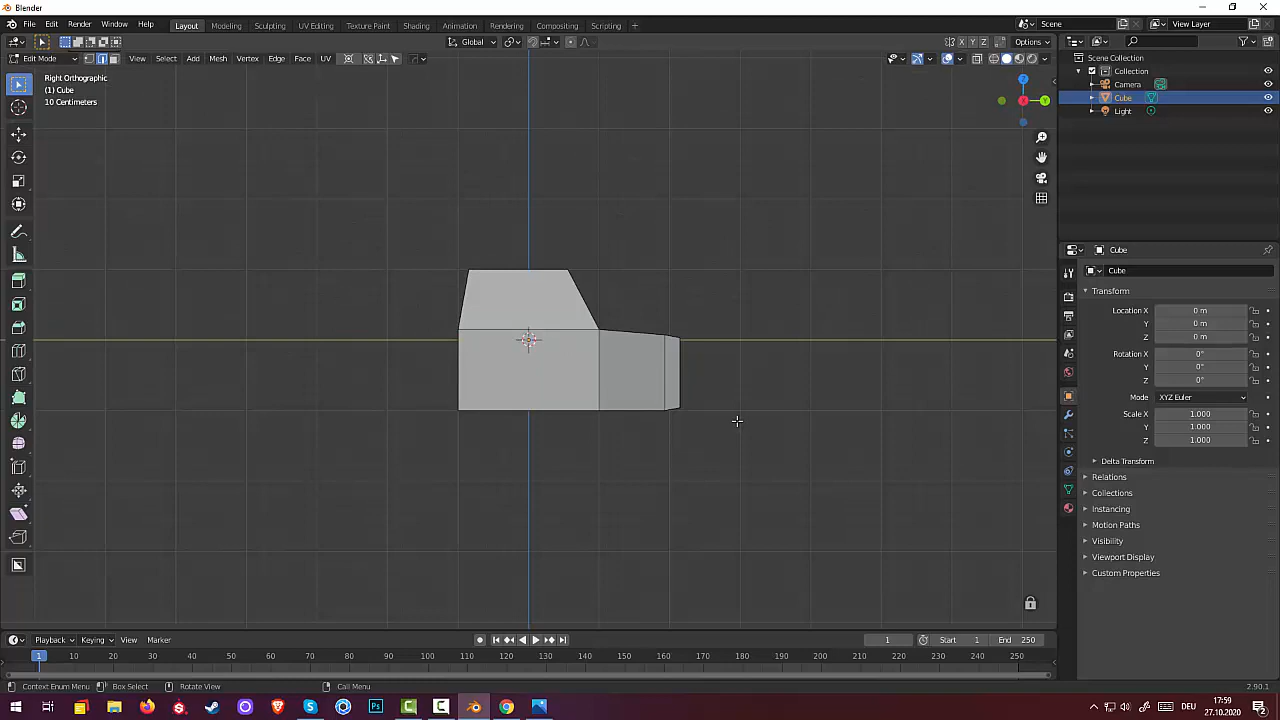 Blender
File Edit Render Window Help Layout Modeling Sculpting UV Editing Texture Paint Shading Animation Rendering Compositing Scripting + Scene View Layer
Global Options
Edit Mode View Select Add Mesh Vertex Edge Face UV X Y Z
Right Orthographic
(1) Cube
10 Centimeters
Z
X Y
Scene Collection
Collection
Camera
Cube
Light
Cube
Cube
Transform
Location X 0 m
Y 0 m
Z 0 m
Rotation X 0°
Y 0°
Z 0°
Mode XYZ Euler
Scale X 1.000
Y 1.000
Z 1.000
Delta Transform
Relations
Collections
Instancing
Motion Paths
Visibility
Viewport Display
Custom Properties
Playback Keying View Marker 1 Start 1 End 250
1 10 20 30 40 50 60 70 80 90 100 110 120 130 140 150 160 170 180 190 200 210 220 230 240 250
Context Enum Menu Box Select Rotate View Call Menu 2.90.1
Ps DEU 17:59
27.10.2020 2